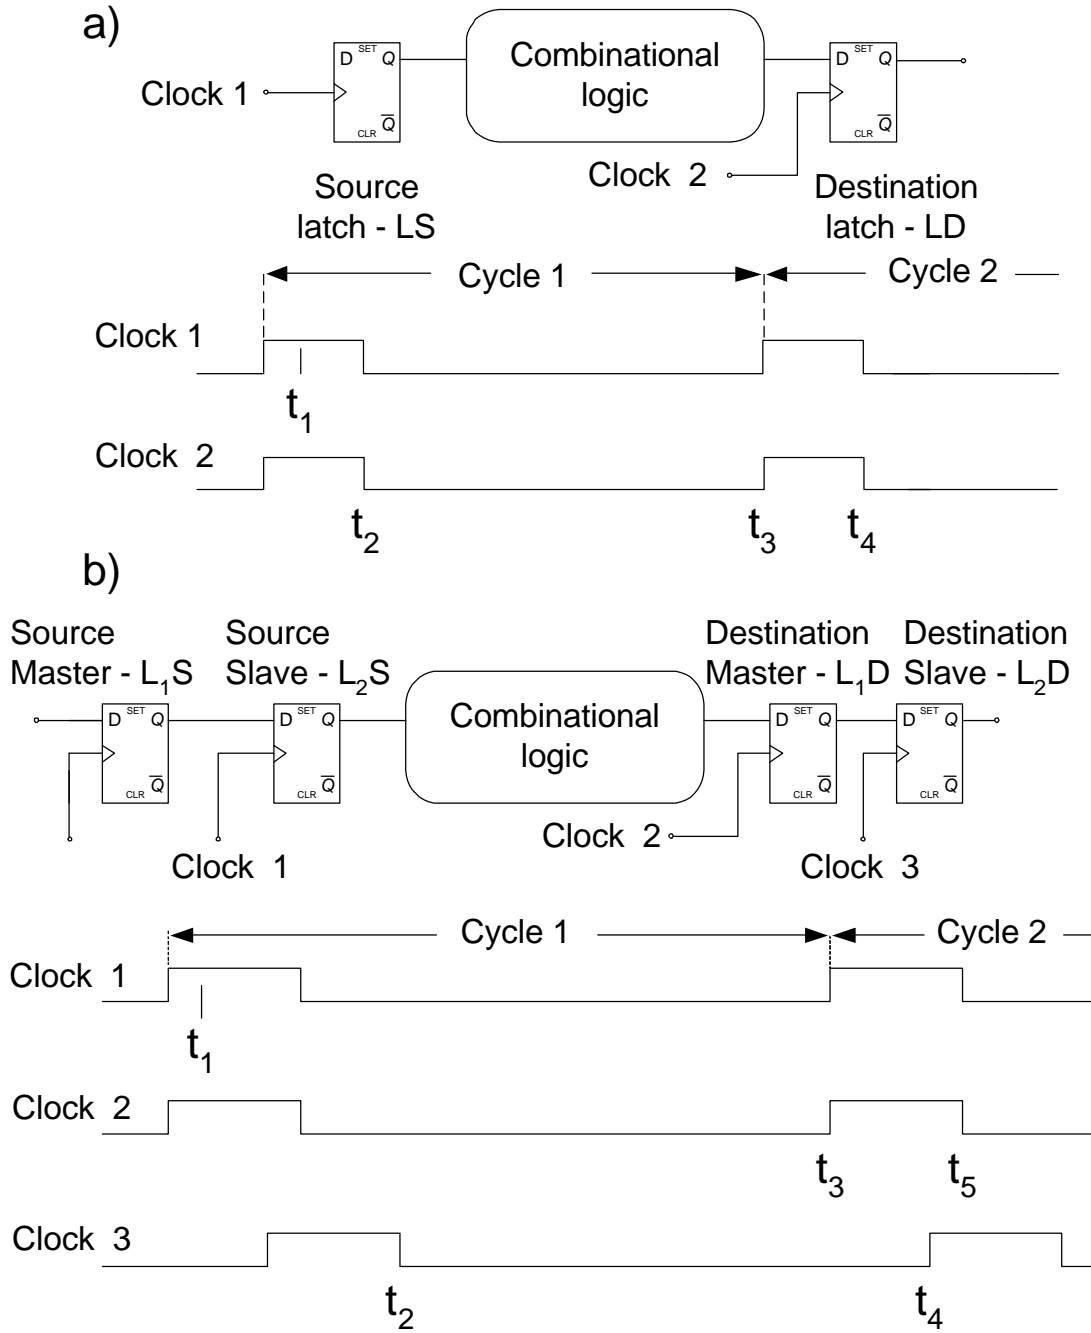 a)
D SET Q
Q
CLR
Combinational
logic
D SET Q
Q
CLR
Clock 1
Clock 2
Source
latch - LS
Destination
latch - LD
Cycle 1
Cycle 2
Clock 1
t1
Clock 2
t2
t3
t4
b)
Source
Master - L1S
Source
Slave - L2S
Destination
Master - L1D
Destination
Slave - L2D
D SET Q
Q
CLR
D SET Q
Q
CLR
Combinational
logic
D SET Q
Q
CLR
D SET Q
Q
CLR
Clock 1
Clock 2
Clock 3
Cycle 1
Cycle 2
Clock 1
t1
Clock 2
t3
t5
Clock 3
t2
t4